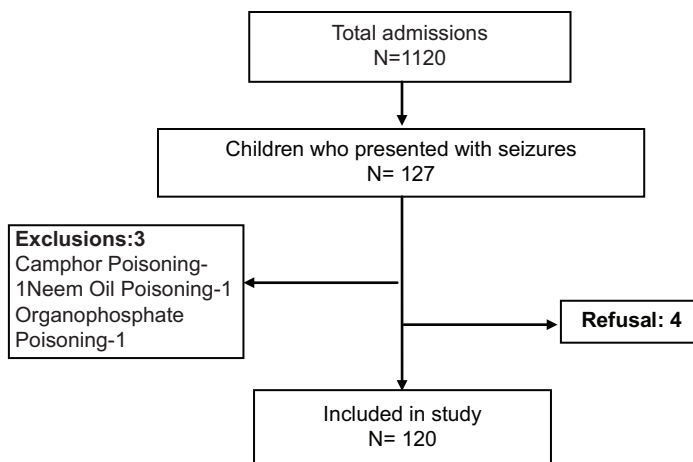 Total admissions
N=1120
Children who presented with seizures
N= 127
Exclusions:3
Camphor Poisoning-
1Neem Oil Poisoning-1
Organophosphate
Poisoning-1
Refusal: 4
Included in study
N= 120